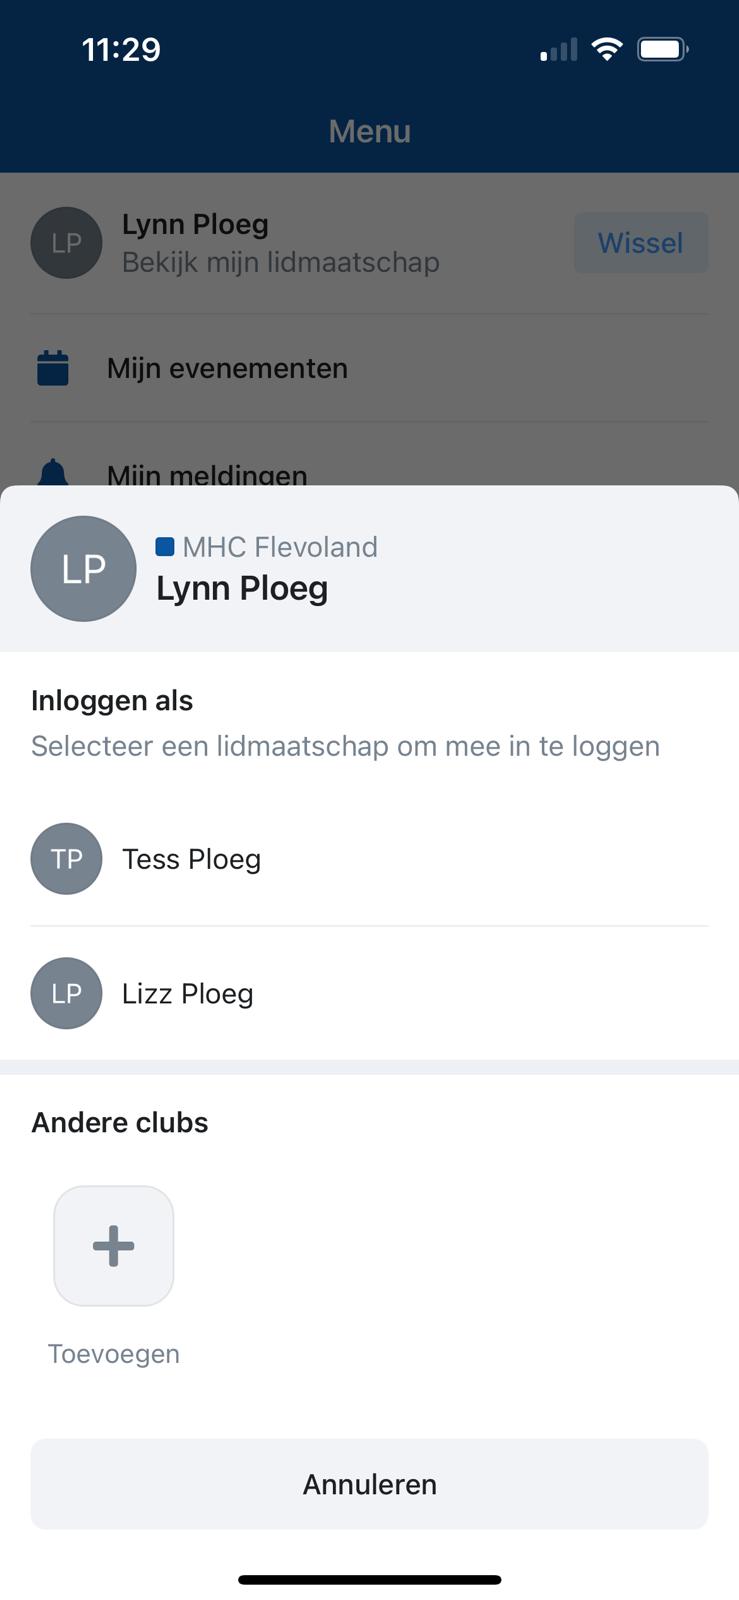 11:29
Menu
LP
Lynn Ploeg
Bekijk mijn lidmaatschap
Wissel
Mijn evenementen
Mijn meldingen
LP
MHC Flevoland
Lynn Ploeg
Inloggen als
Selecteer een lidmaatschap om mee in te loggen
TP
Tess Ploeg
LP
Lizz Ploeg
Andere clubs
Toevoegen
Annuleren